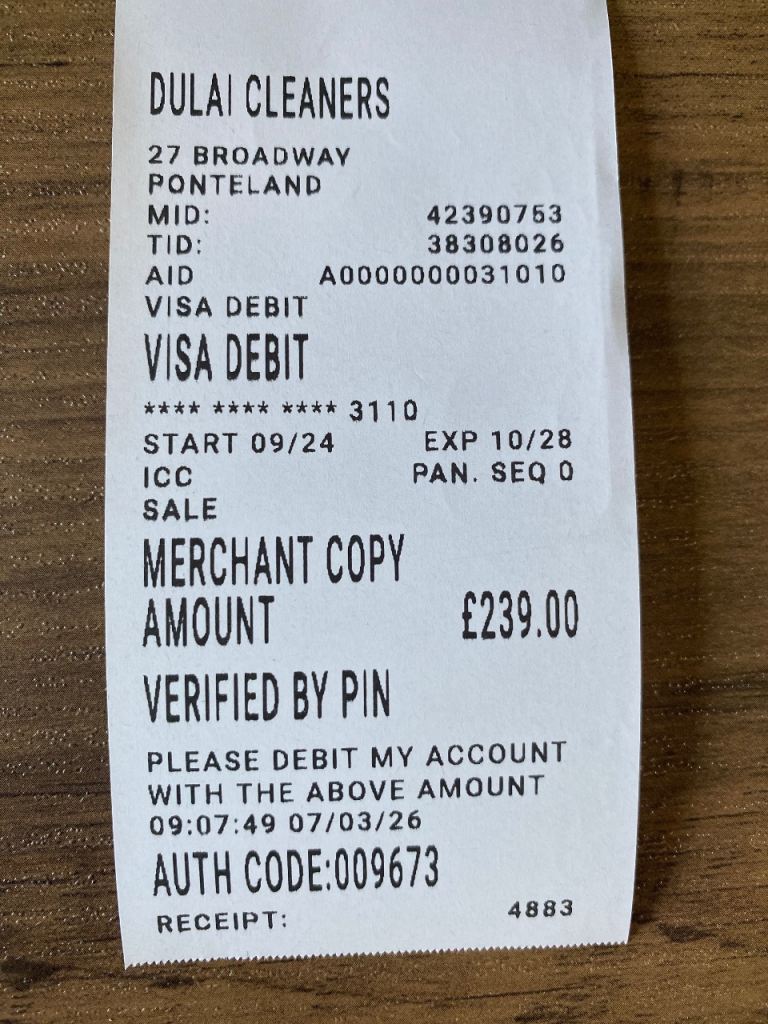 DULAI CLEANERS
27 BROADWAY
PONTELAND
MID: 42390753
TID: 38308026
AID A0000000031010
VISA DEBIT
VISA DEBIT
**** **** **** 3110
START 09/24 EXP 10/28
ICC PAN. SEQ 0
SALE
MERCHANT COPY
AMOUNT £239.00
VERIFIED BY PIN
PLEASE DEBIT MY ACCOUNT
WITH THE ABOVE AMOUNT
09:07:49 07/03/26
AUTH CODE:009673
RECEIPT: 4883